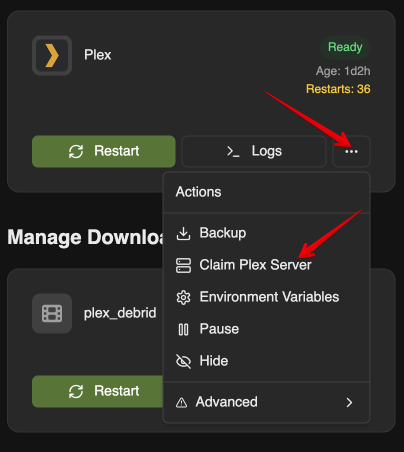 Plex
Ready
Age: 1d2h
Restarts: 36
Restart
Logs
Actions
Backup
Claim Plex Server
Environment Variables
Pause
Hide
Advanced
Manage Downloa
plex_debrid
Restart